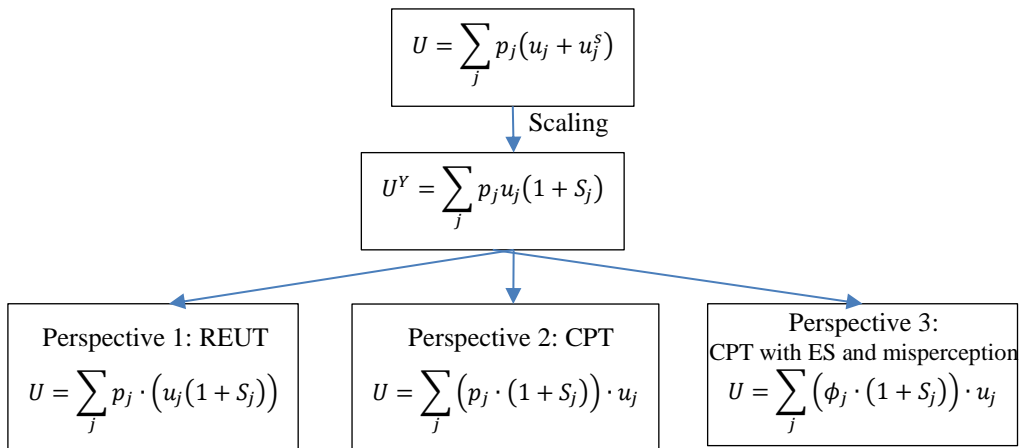 U = ∑_j p_j(u_j + u_j^s)
Scaling
U^Y = ∑_j p_j u_j(1 + S_j)
Perspective 1: REUT
U = ∑_j p_j · (u_j(1 + S_j))
Perspective 2: CPT
U = ∑_j (p_j · (1 + S_j)) · u_j
Perspective 3:
CPT with ES and misperception
U = ∑_j (ϕ_j · (1 + S_j)) · u_j